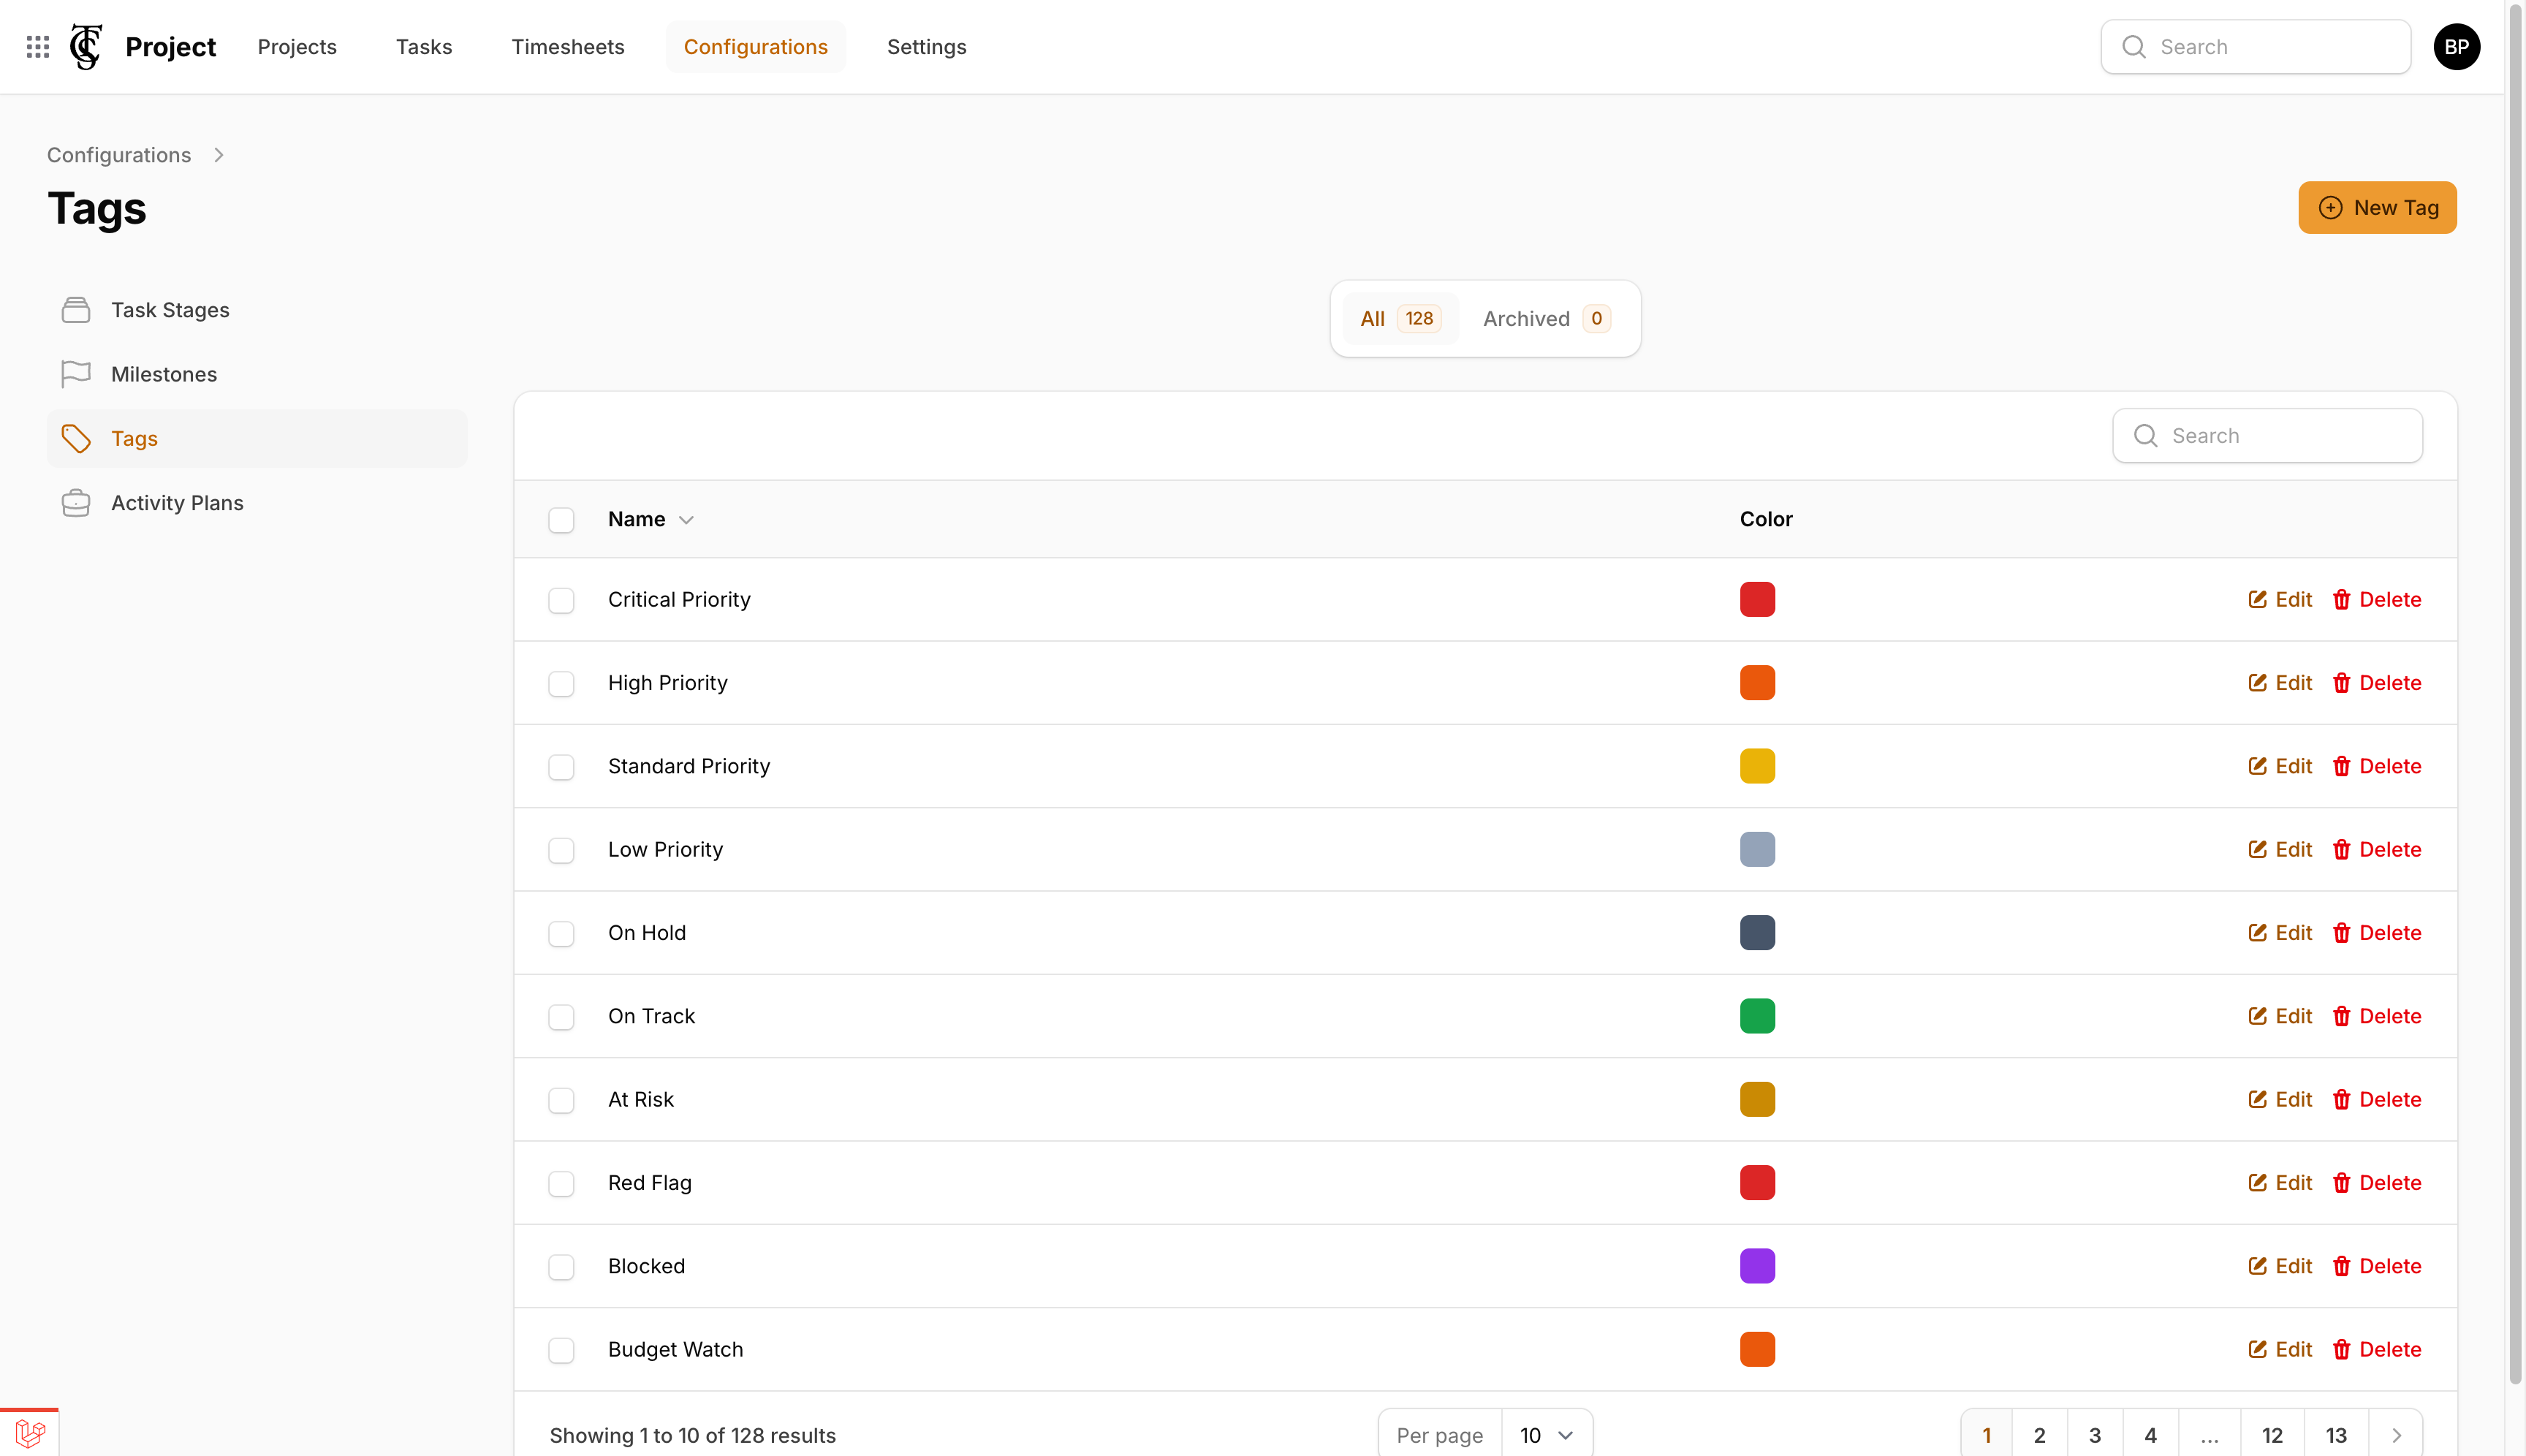 Project Projects Tasks Timesheets Configurations Settings Search BP
Configurations
Tags
New Tag
Task Stages
Milestones
Tags
Activity Plans
All 128 Archived 0
Search
Name Color
Critical Priority Edit Delete
High Priority Edit Delete
Standard Priority Edit Delete
Low Priority Edit Delete
On Hold Edit Delete
On Track Edit Delete
At Risk Edit Delete
Red Flag Edit Delete
Blocked Edit Delete
Budget Watch Edit Delete
Showing 1 to 10 of 128 results Per page 10 1 2 3 4 ... 12 13